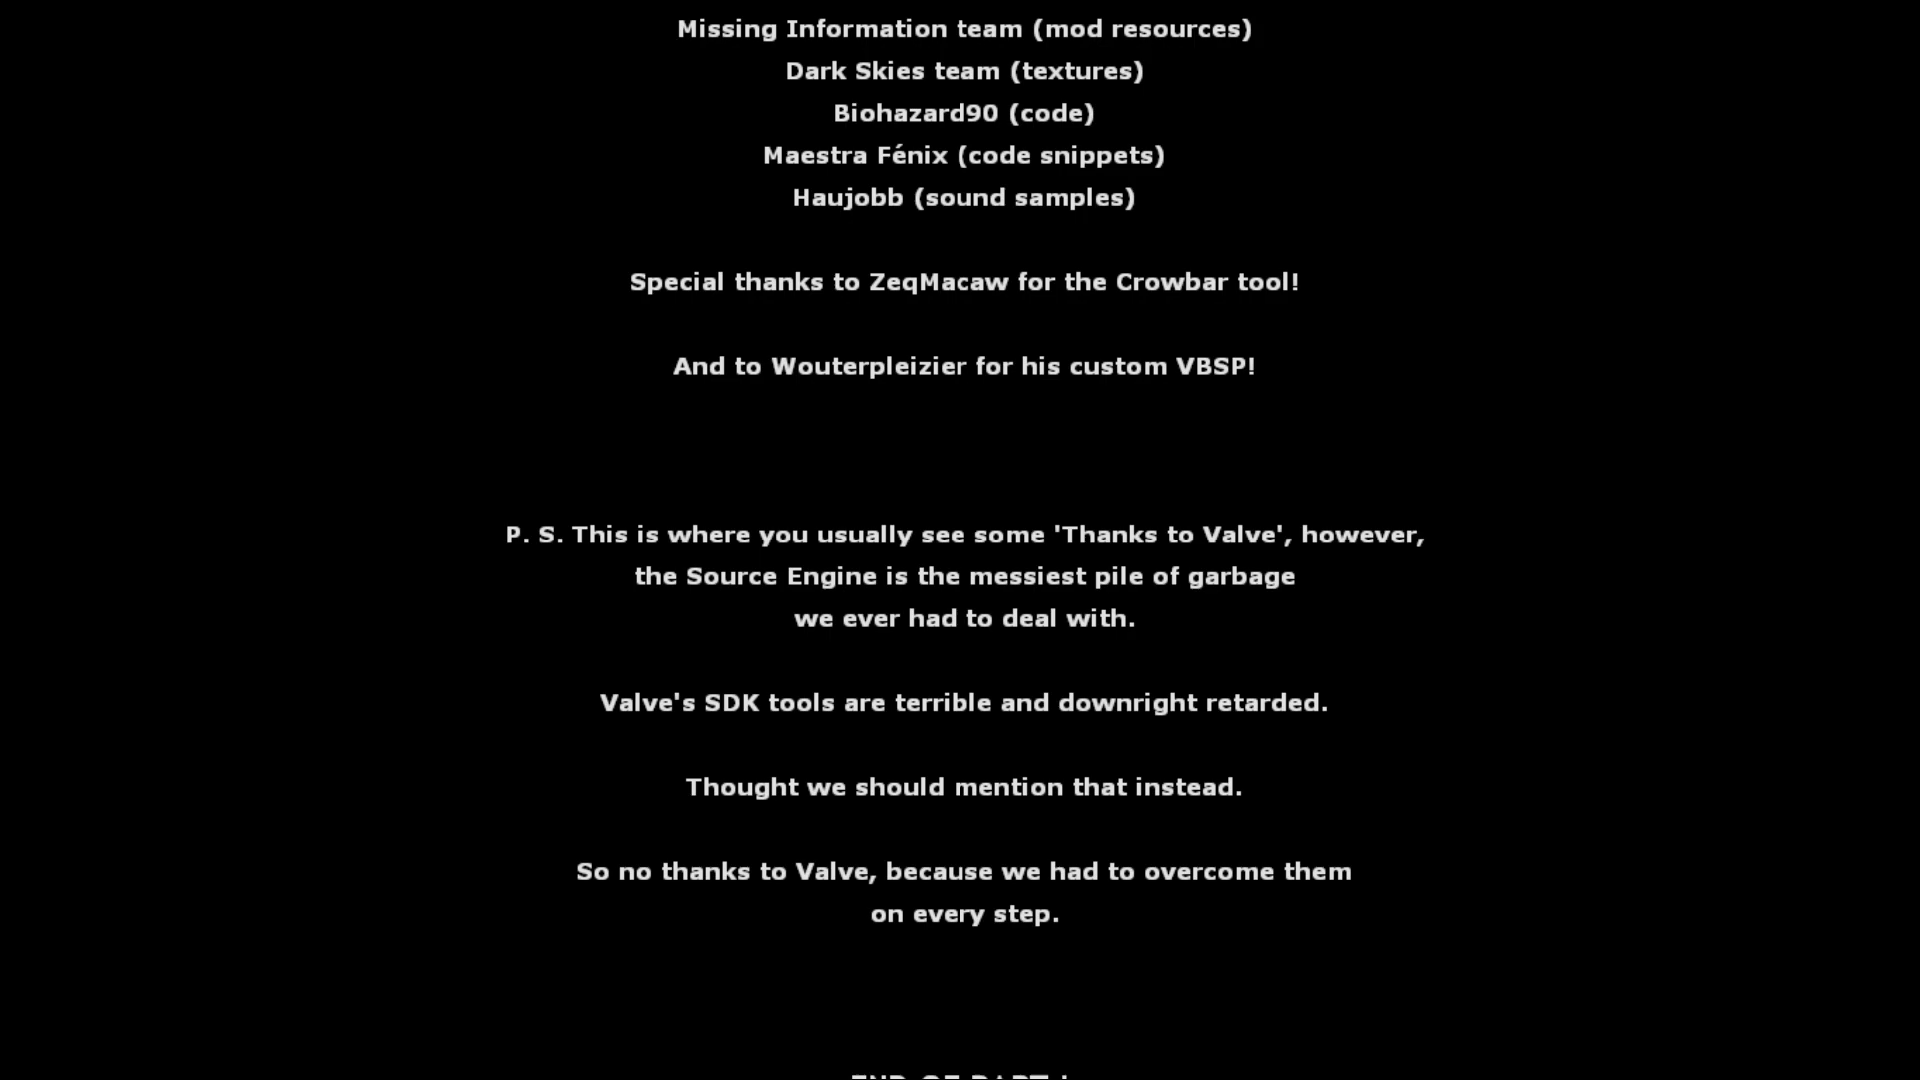 Missing Information team (mod resources)
Dark Skies team (textures)
Biohazard90 (code)
Maestra Fénix (code snippets)
Haujobb (sound samples)
Special thanks to ZeqMacaw for the Crowbar tool!
And to Wouterpleizier for his custom VBSP!
P. S. This is where you usually see some 'Thanks to Valve', however,
the Source Engine is the messiest pile of garbage
we ever had to deal with.
Valve's SDK tools are terrible and downright retarded.
Thought we should mention that instead.
So no thanks to Valve, because we had to overcome them
on every step.
END OF PART